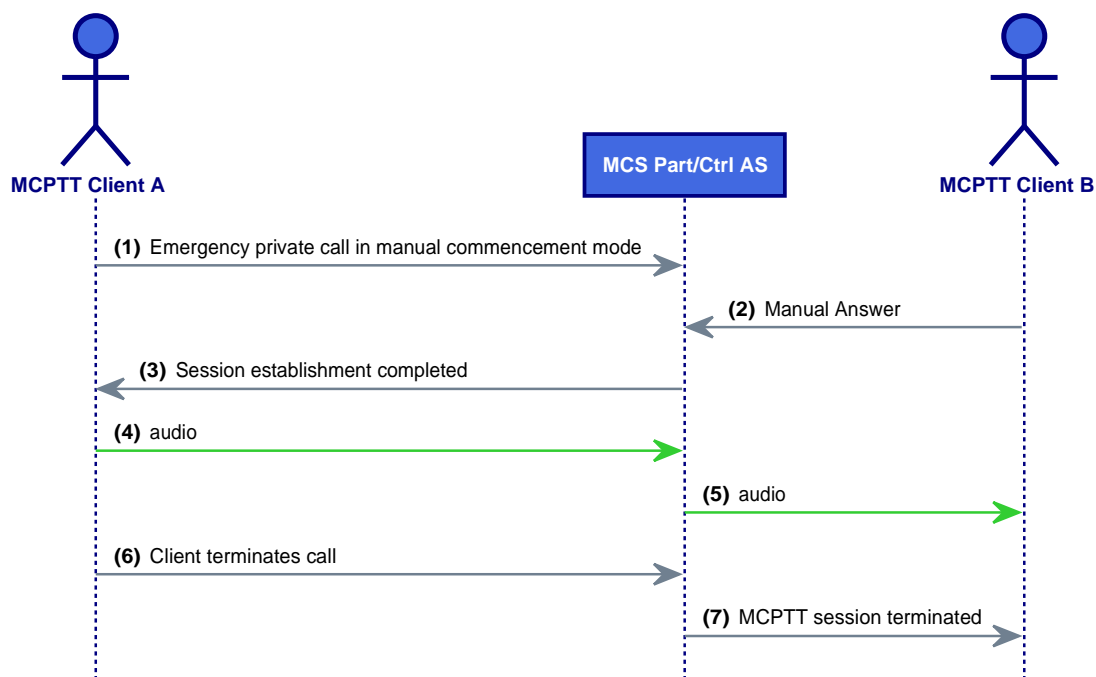 MCPTT Client A
MCS Part/Ctrl AS
MCPTT Client B
(1) Emergency private call in manual commencement mode
(2) Manual Answer
(3) Session establishment completed
(4) audio
(5) audio
(6) Client terminates call
(7) MCPTT session terminated